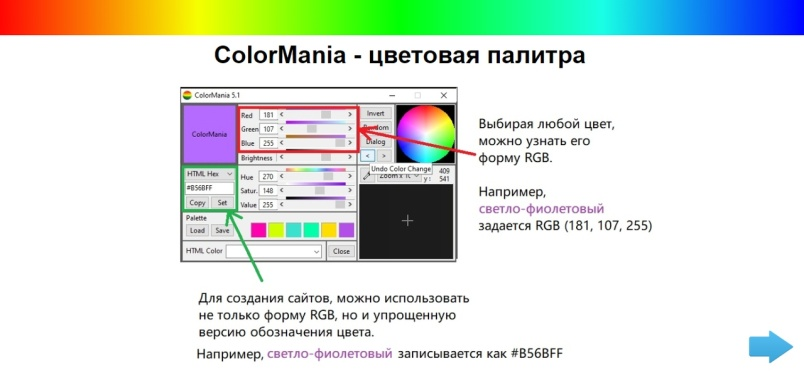 ColorMania - цветовая палитра
ColorMania 5.1
ColorMania
Red 181
Green 107
Blue 255
Brightness
Invert
Random
Dialog
< >
Undo Color Change
HTML Hex
#B56BFF
Copy Set
Hue 270
Satur. 148
Value 255
Zoom x
409
y: 541
Palette
Load Save
HTML Color
Close
Выбирая любой цвет,
можно узнать его
форму RGB.
Например,
светло-фиолетовый
задается RGB (181, 107, 255)
Для создания сайтов, можно использовать
не только форму RGB, но и упрощенную
версию обозначения цвета.
Например, светло-фиолетовый записывается как #B56BFF